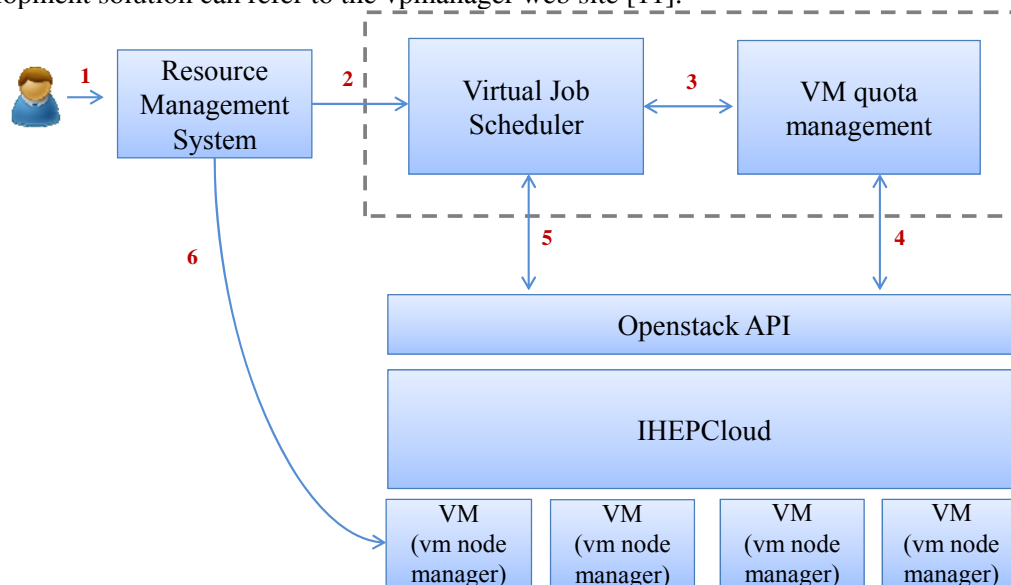 opment solution can refer to the vpmanager web site [11].
1
Resource
Management
System
2
Virtual Job
Scheduler
3
VM quota
management
6
5
4
Openstack API
IHEPCloud
VM
(vm node
manager)
VM
(vm node
manager)
VM
(vm node
manager)
VM
(vm node
manager)